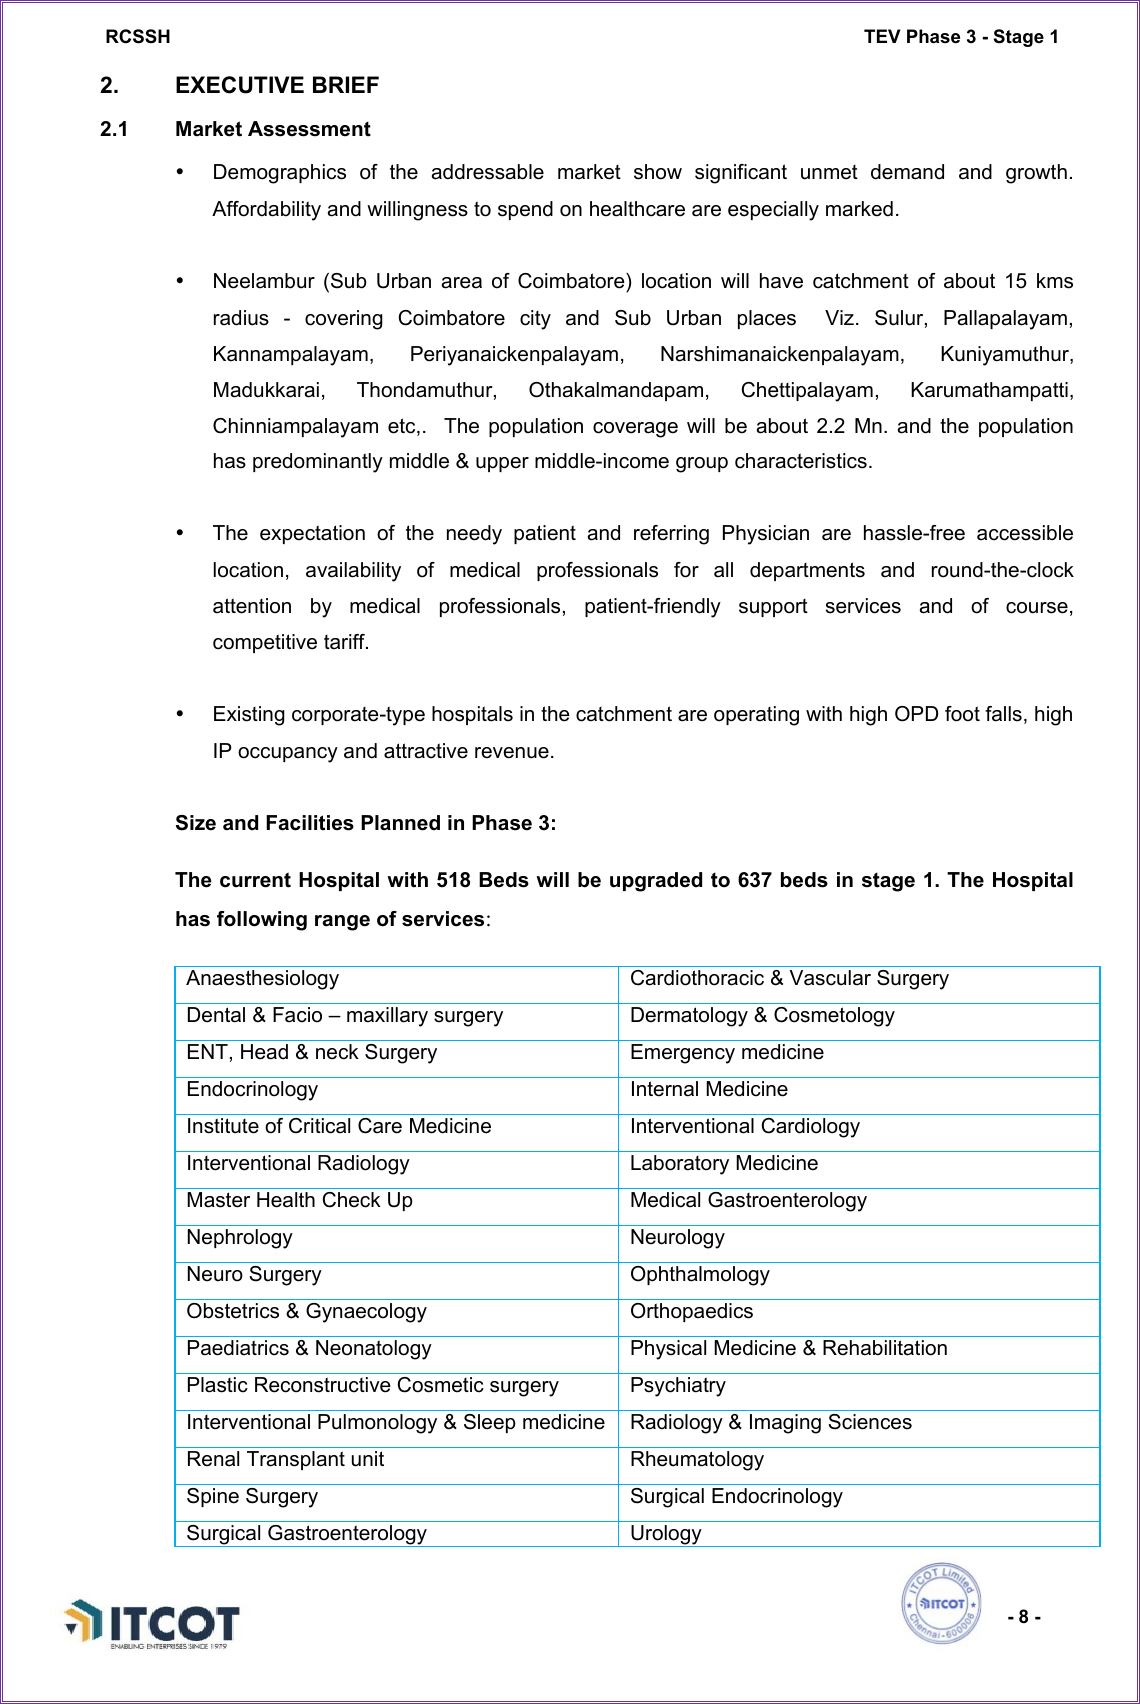 RCSSH TEV Phase 3 - Stage 1
2. EXECUTIVE BRIEF
2.1 Market Assessment
• Demographics of the addressable market show significant unmet demand and growth.
Affordability and willingness to spend on healthcare are especially marked.
• Neelambur (Sub Urban area of Coimbatore) location will have catchment of about 15 kms
radius - covering Coimbatore city and Sub Urban places Viz. Sulur, Pallapalayam,
Kannampalayam, Periyanaickenpalayam, Narshimanaickenpalayam, Kuniyamuthur,
Madukkarai, Thondamuthur, Othakalmandapam, Chettipalayam, Karumathampatti,
Chinniampalayam etc,. The population coverage will be about 2.2 Mn. and the population
has predominantly middle & upper middle-income group characteristics.
• The expectation of the needy patient and referring Physician are hassle-free accessible
location, availability of medical professionals for all departments and round-the-clock
attention by medical professionals, patient-friendly support services and of course,
competitive tariff.
• Existing corporate-type hospitals in the catchment are operating with high OPD foot falls, high
IP occupancy and attractive revenue.
Size and Facilities Planned in Phase 3:
The current Hospital with 518 Beds will be upgraded to 637 beds in stage 1. The Hospital
has following range of services:
Anaesthesiology Cardiothoracic & Vascular Surgery
Dental & Facio – maxillary surgery Dermatology & Cosmetology
ENT, Head & neck Surgery Emergency medicine
Endocrinology Internal Medicine
Institute of Critical Care Medicine Interventional Cardiology
Interventional Radiology Laboratory Medicine
Master Health Check Up Medical Gastroenterology
Nephrology Neurology
Neuro Surgery Ophthalmology
Obstetrics & Gynaecology Orthopaedics
Paediatrics & Neonatology Physical Medicine & Rehabilitation
Plastic Reconstructive Cosmetic surgery Psychiatry
Interventional Pulmonology & Sleep medicine Radiology & Imaging Sciences
Renal Transplant unit Rheumatology
Spine Surgery Surgical Endocrinology
Surgical Gastroenterology Urology
ITCOT
ENABLING ENTERPRISES SINCE 1979
ITCOT Limited
ITCOT
Chennai-600006
- 8 -